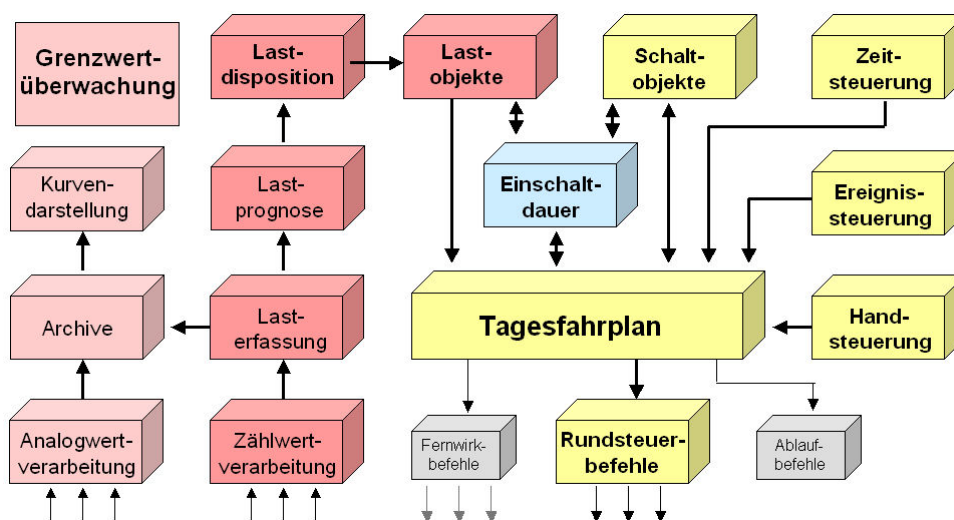 Grenzwert-
überwachung
Last-
disposition
Last-
objekte
Schalt-
objekte
Zeit-
steuerung
Kurven-
darstellung
Last-
prognose
Einschalt-
dauer
Ereignis-
steuerung
Archive
Last-
erfassung
Tagesfahrplan
Hand-
steuerung
Analogwert-
verarbeitung
Zählwert-
verarbeitung
Fernwirk-
befehle
Rundsteuer-
befehle
Ablauf-
befehle